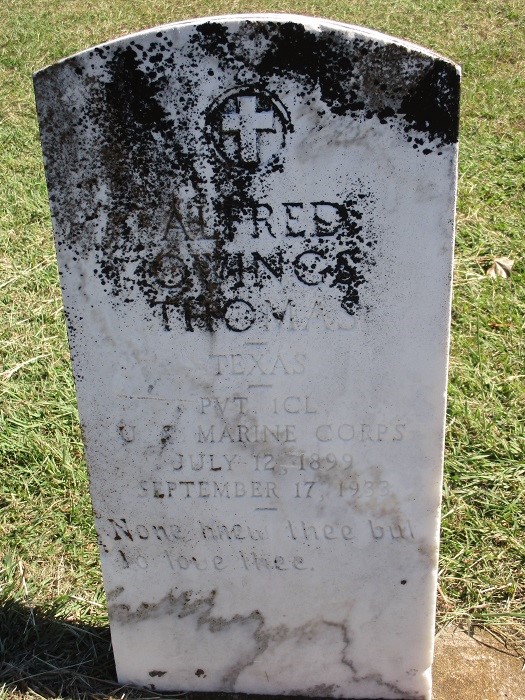 ALFRED
OWINGS
THOMAS
TEXAS
PVT 1CL
U.S. MARINE CORPS
JULY 12, 1899
SEPTEMBER 17, 1933
None knew thee but
to love thee.